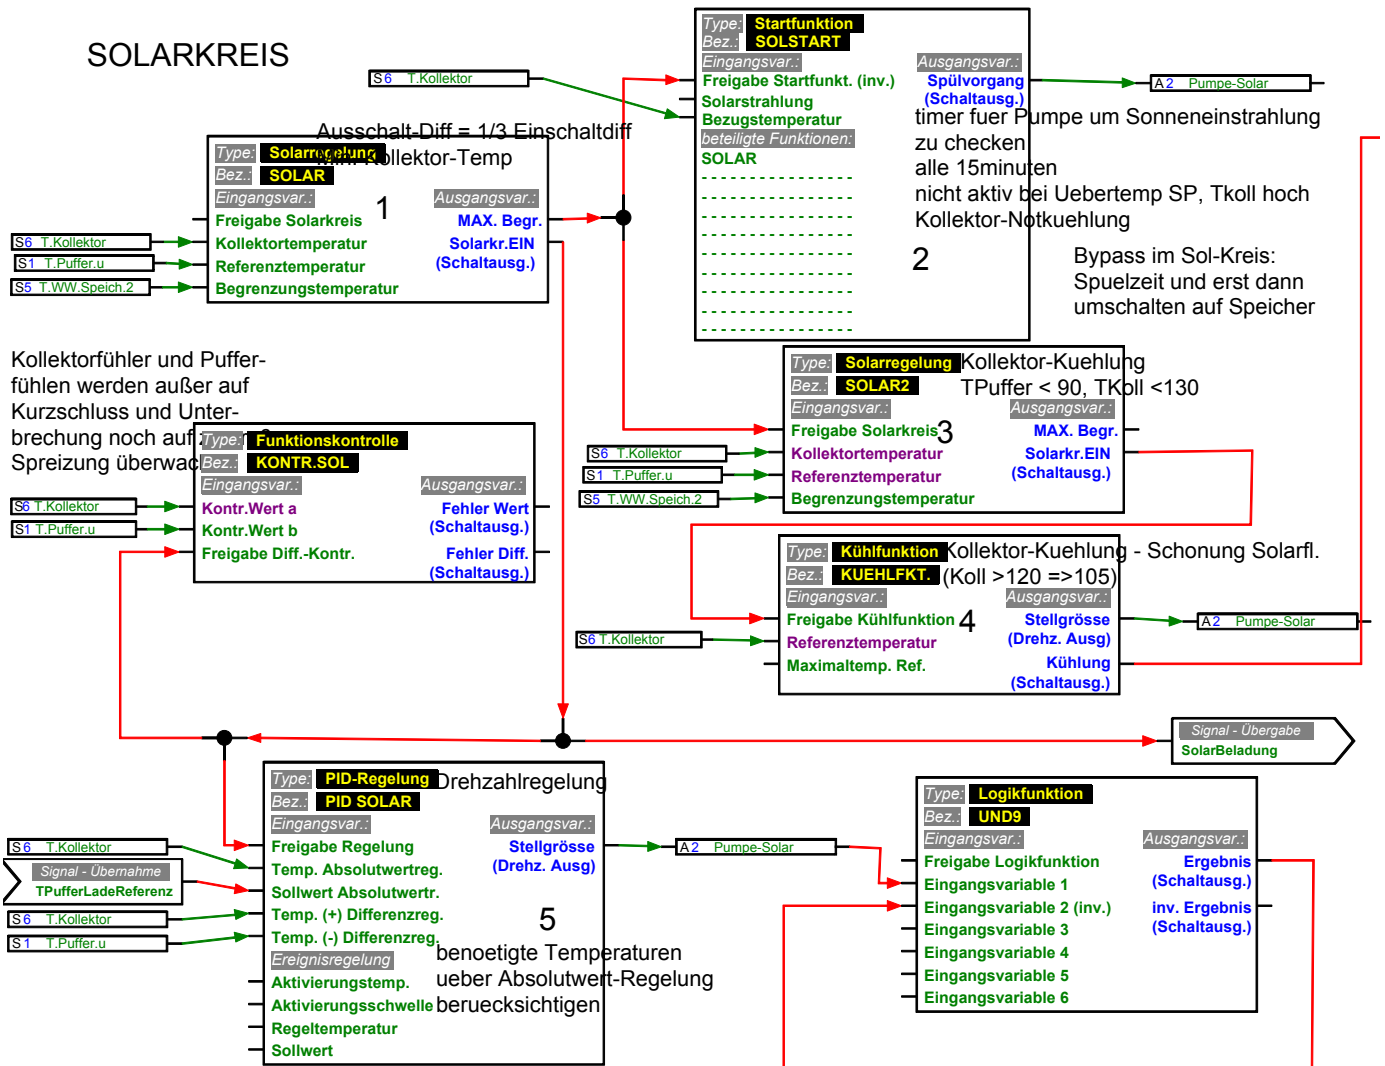 SOLARKREIS
S6 T.Kollektor
Type: Startfunktion
Bez.: SOLSTART
Eingangsvar.: Ausgangsvar.:
Freigabe Startfunkt. (inv.) Spülvorgang
(Schaltausg.)
Solarstrahlung
Bezugstemperatur
beteiligte Funktionen:
SOLAR
A2 Pumpe-Solar
timer fuer Pumpe um Sonneneinstrahlung
zu checken
alle 15minuten
nicht aktiv bei Uebertemp SP, Tkoll hoch
Kollektor-Notkuehlung
2
Bypass im Sol-Kreis:
Spuelzeit und erst dann
umschalten auf Speicher
Ausschalt-Diff = 1/3 Einschaltdiff
Kollektor-Temp
Type: Solarregelung
Bez.: SOLAR
Eingangsvar.: 1 Ausgangsvar.:
Freigabe Solarkreis MAX. Begr.
S6 T.Kollektor Kollektortemperatur Solarkr.EIN
(Schaltausg.)
S1 T.Puffer.u Referenztemperatur
S5 T.WW.Speich.2 Begrenzungstemperatur
Kollektorfühler und Puffer-
fühlen werden außer auf
Kurzschluss und Unter-
brechung noch auf
Spreizung überwac
Type: Funktionskontrolle
Bez.: KONTR.SOL
Eingangsvar.: Ausgangsvar.:
S6 T.Kollektor Kontr.Wert a Fehler Wert
(Schaltausg.)
S1 T.Puffer.u Kontr.Wert b
Freigabe Diff.-Kontr. Fehler Diff.
(Schaltausg.)
Type: Solarregelung Kollektor-Kuehlung
Bez.: SOLAR2 TPuffer < 90, TKoll <130
Eingangsvar.: Ausgangsvar.:
Freigabe Solarkreis 3 MAX. Begr.
S6 T.Kollektor Kollektortemperatur Solarkr.EIN
(Schaltausg.)
S1 T.Puffer.u Referenztemperatur
S5 T.WW.Speich.2 Begrenzungstemperatur
Type: Kühlfunktion Kollektor-Kuehlung - Schonung Solarfl.
Bez.: KUEHLFKT. (Koll >120 =>105)
Eingangsvar.: Ausgangsvar.:
Freigabe Kühlfunktion 4 Stellgrösse
(Drehz. Ausg)
A2 Pumpe-Solar
S6 T.Kollektor Referenztemperatur
Maximaltemp. Ref. Kühlung
(Schaltausg.)
Signal - Übergabe
SolarBeladung
Type: PID-Regelung Drehzahlregelung
Bez.: PID SOLAR
Eingangsvar.: Ausgangsvar.:
Freigabe Regelung Stellgrösse
(Drehz. Ausg)
A2 Pumpe-Solar
S6 T.Kollektor Temp. Absolutwertreg.
Signal - Übernahme
TPufferLadeReferenz Sollwert Absolutwertr.
S6 T.Kollektor Temp. (+) Differenzreg.
S1 T.Puffer.u Temp. (-) Differenzreg.
5
Ereignisregelung
Aktivierungstemp.
Aktivierungsschwelle
Regeltemperatur
Sollwert
benoetigte Temperaturen
ueber Absolutwert-Regelung
beruecksichtigen
Type: Logikfunktion
Bez.: UND9
Eingangsvar.: Ausgangsvar.:
Freigabe Logikfunktion Ergebnis
(Schaltausg.)
Eingangsvariable 1
Eingangsvariable 2 (inv.) inv. Ergebnis
(Schaltausg.)
Eingangsvariable 3
Eingangsvariable 4
Eingangsvariable 5
Eingangsvariable 6